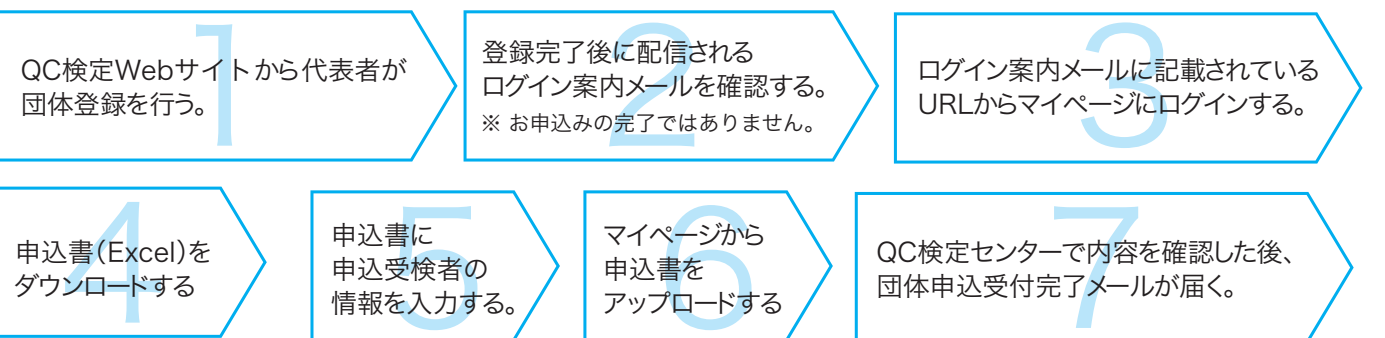 1
QC検定Webサイトから代表者が
団体登録を行う。
2
登録完了後に配信される
ログイン案内メールを確認する。
※ お申込みの完了ではありません。
3
ログイン案内メールに記載されている
URLからマイページにログインする。
4
申込書(Excel)を
ダウンロードする
5
申込書に
申込受検者の
情報を入力する。
6
マイページから
申込書を
アップロードする
7
QC検定センターで内容を確認した後、
団体申込受付完了メールが届く。